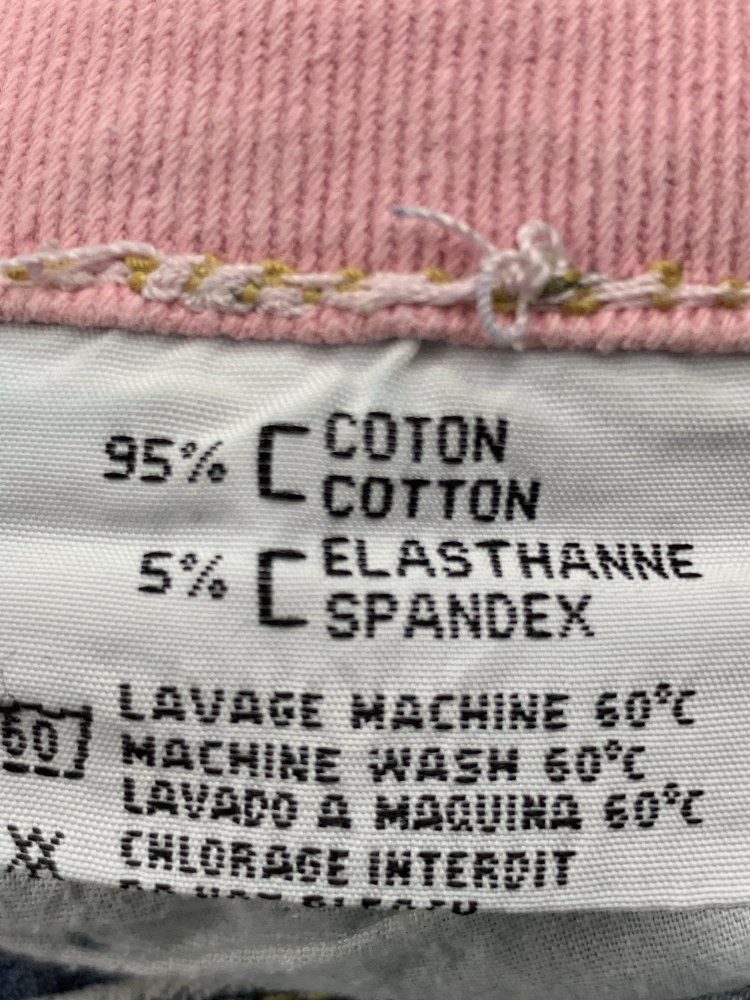 95% COTON
COTTON
5% ELASTHANNE
SPANDEX
60 LAVAGE MACHINE 60°C
MACHINE WASH 60°C
LAVADO A MAQUINA 60°C
CHLORAGE INTERDIT